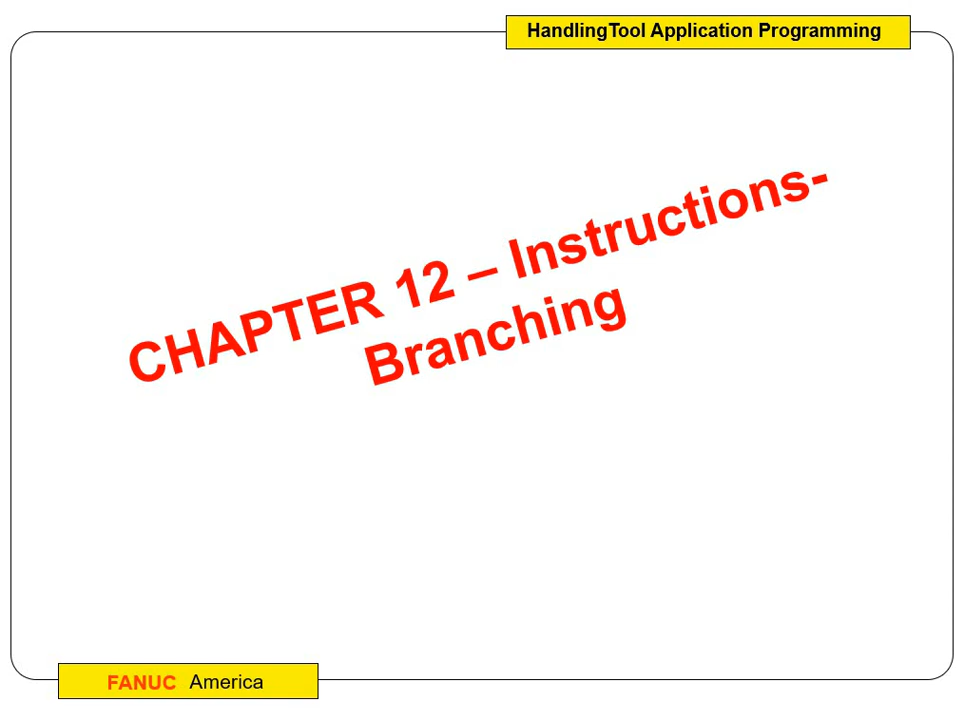 HandlingTool Application Programming
CHAPTER 12 – Instructions-
Branching
FANUC America